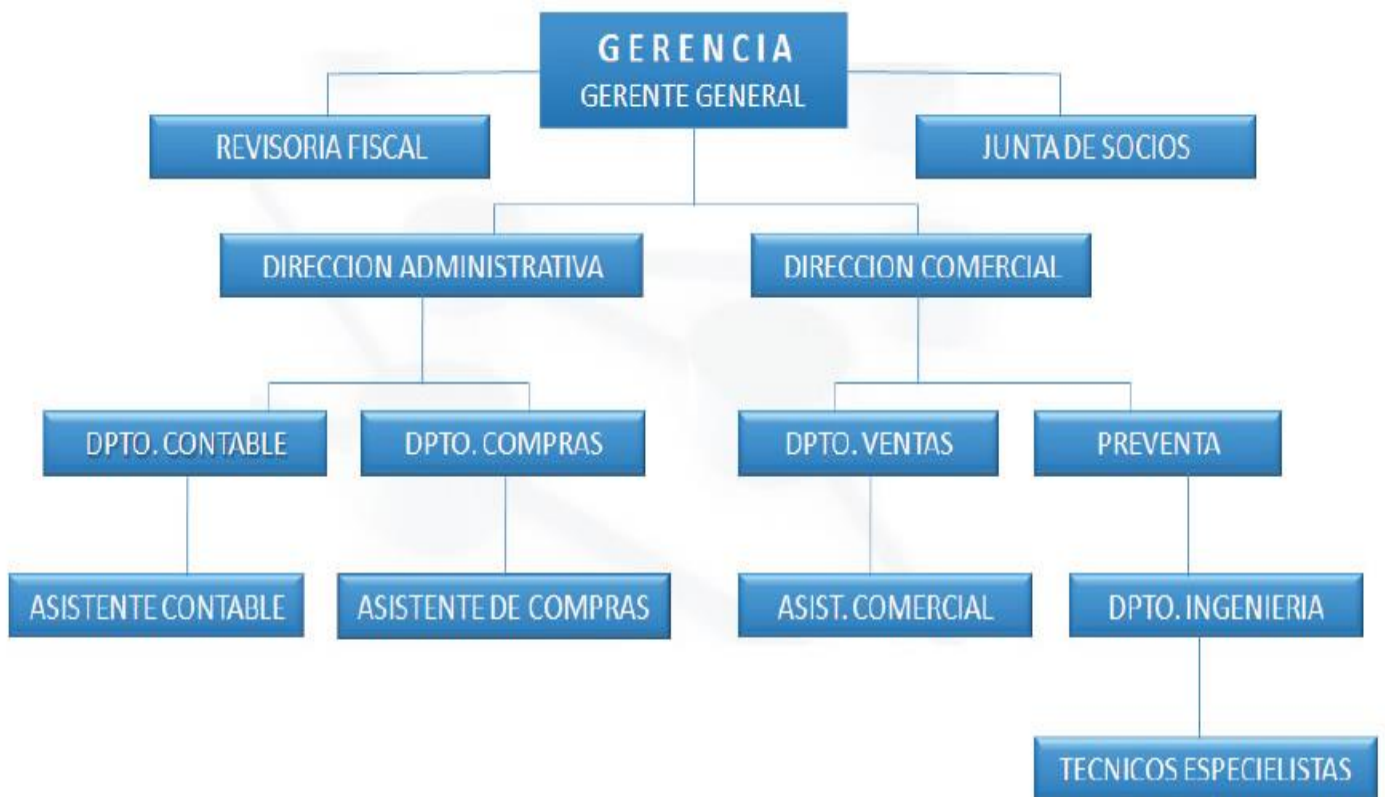 GERENCIA
GERENTE GENERAL
REVISORIA FISCAL
JUNTA DE SOCIOS
DIRECCION ADMINISTRATIVA
DIRECCION COMERCIAL
DPTO. CONTABLE
DPTO. COMPRAS
DPTO. VENTAS
PREVENTA
ASISTENTE CONTABLE
ASISTENTE DE COMPRAS
ASIST. COMERCIAL
DPTO. INGENIERIA
TECNICOS ESPECIELISTAS